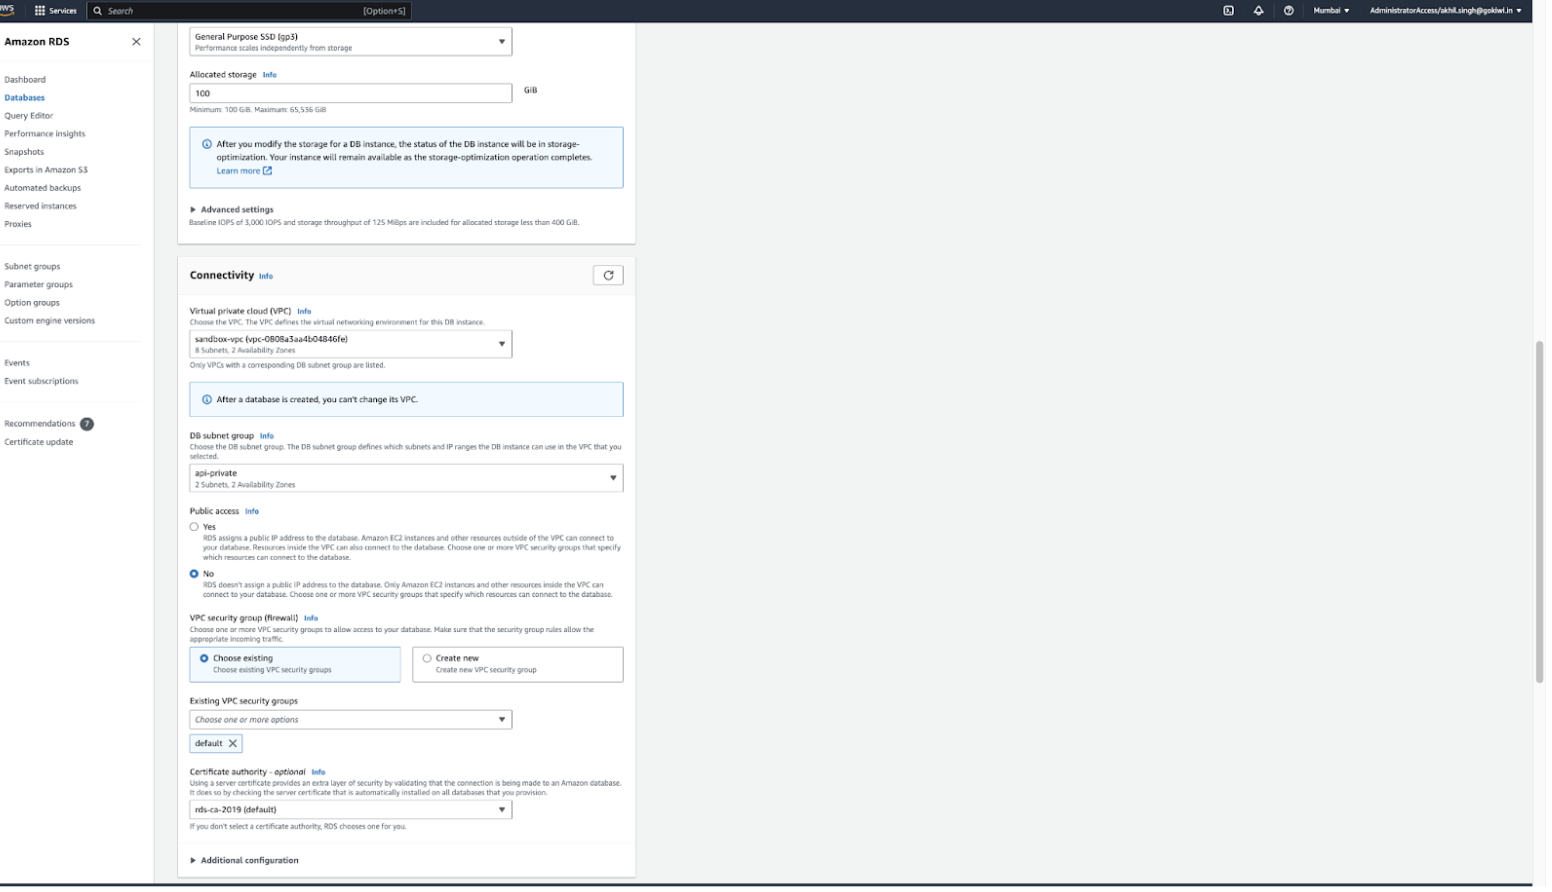 aws
Services
Search
[Option+S]
Mumbai
AdministratorAccess/akhil.singh@gokiwi.in
Amazon RDS
Dashboard
Databases
Query Editor
Performance insights
Snapshots
Exports in Amazon S3
Automated backups
Reserved instances
Proxies
Subnet groups
Parameter groups
Option groups
Custom engine versions
Events
Event subscriptions
Recommendations 7
Certificate update
General Purpose SSD (gp3)
Performance scales independently from storage
Allocated storage Info
100
GiB
Minimum: 100 GiB. Maximum: 65,536 GiB
After you modify the storage for a DB instance, the status of the DB instance will be in storage-
optimization. Your instance will remain available as the storage-optimization operation completes.
Learn more
Advanced settings
Baseline IOPS of 3,000 IOPS and storage throughput of 125 MiBps are included for allocated storage less than 400 GiB.
Connectivity Info
Virtual private cloud (VPC) Info
Choose the VPC. The VPC defines the virtual networking environment for this DB instance.
sandbox-vpc (vpc-0808a3aa4b04846fe)
8 Subnets, 2 Availability Zones
Only VPCs with a corresponding DB subnet group are listed.
After a database is created, you can't change its VPC.
DB subnet group Info
Choose the DB subnet group. The DB subnet group defines which subnets and IP ranges the DB instance can use in the VPC that you
selected.
api-private
2 Subnets, 2 Availability Zones
Public access Info
Yes
RDS assigns a public IP address to the database. Amazon EC2 instances and other resources outside of the VPC can connect to
your database. Resources inside the VPC can also connect to the database. Choose one or more VPC security groups that specify
which resources can connect to the database.
No
RDS doesn't assign a public IP address to the database. Only Amazon EC2 instances and other resources inside the VPC can
connect to your database. Choose one or more VPC security groups that specify which resources can connect to the database.
VPC security group (firewall) Info
Choose one or more VPC security groups to allow access to your database. Make sure that the security group rules allow the
appropriate incoming traffic.
Choose existing
Choose existing VPC security groups
Create new
Create new VPC security group
Existing VPC security groups
Choose one or more options
default
Certificate authority - optional Info
Using a server certificate provides an extra layer of security by validating that the connection is being made to an Amazon database.
It does so by checking the server certificate that is automatically installed on all databases that you provision.
rds-ca-2019 (default)
If you don't select a certificate authority, RDS chooses one for you.
Additional configuration